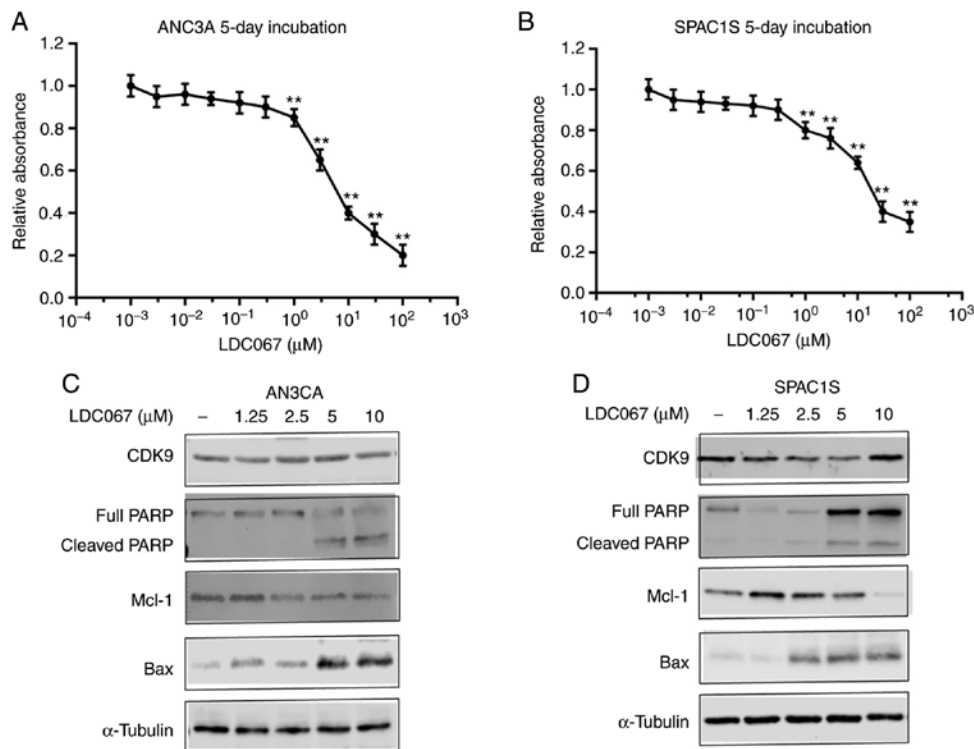 A
ANC3A 5-day incubation
Relative absorbance
1.2
1.0
0.8
0.6
0.4
0.2
0.0
** ** ** ** **
10⁻⁴ 10⁻³ 10⁻² 10⁻¹ 10⁰ 10¹ 10² 10³
LDC067 (µM)
B
SPAC1S 5-day incubation
Relative absorbance
1.2
1.0
0.8
0.6
0.4
0.2
0.0
** ** ** ** **
10⁻⁴ 10⁻³ 10⁻² 10⁻¹ 10⁰ 10¹ 10² 10³
LDC067 (µM)
C
AN3CA
LDC067 (µM) – 1.25 2.5 5 10
CDK9
Full PARP
Cleaved PARP
Mcl-1
Bax
α-Tubulin
D
SPAC1S
LDC067 (µM) – 1.25 2.5 5 10
CDK9
Full PARP
Cleaved PARP
Mcl-1
Bax
α-Tubulin